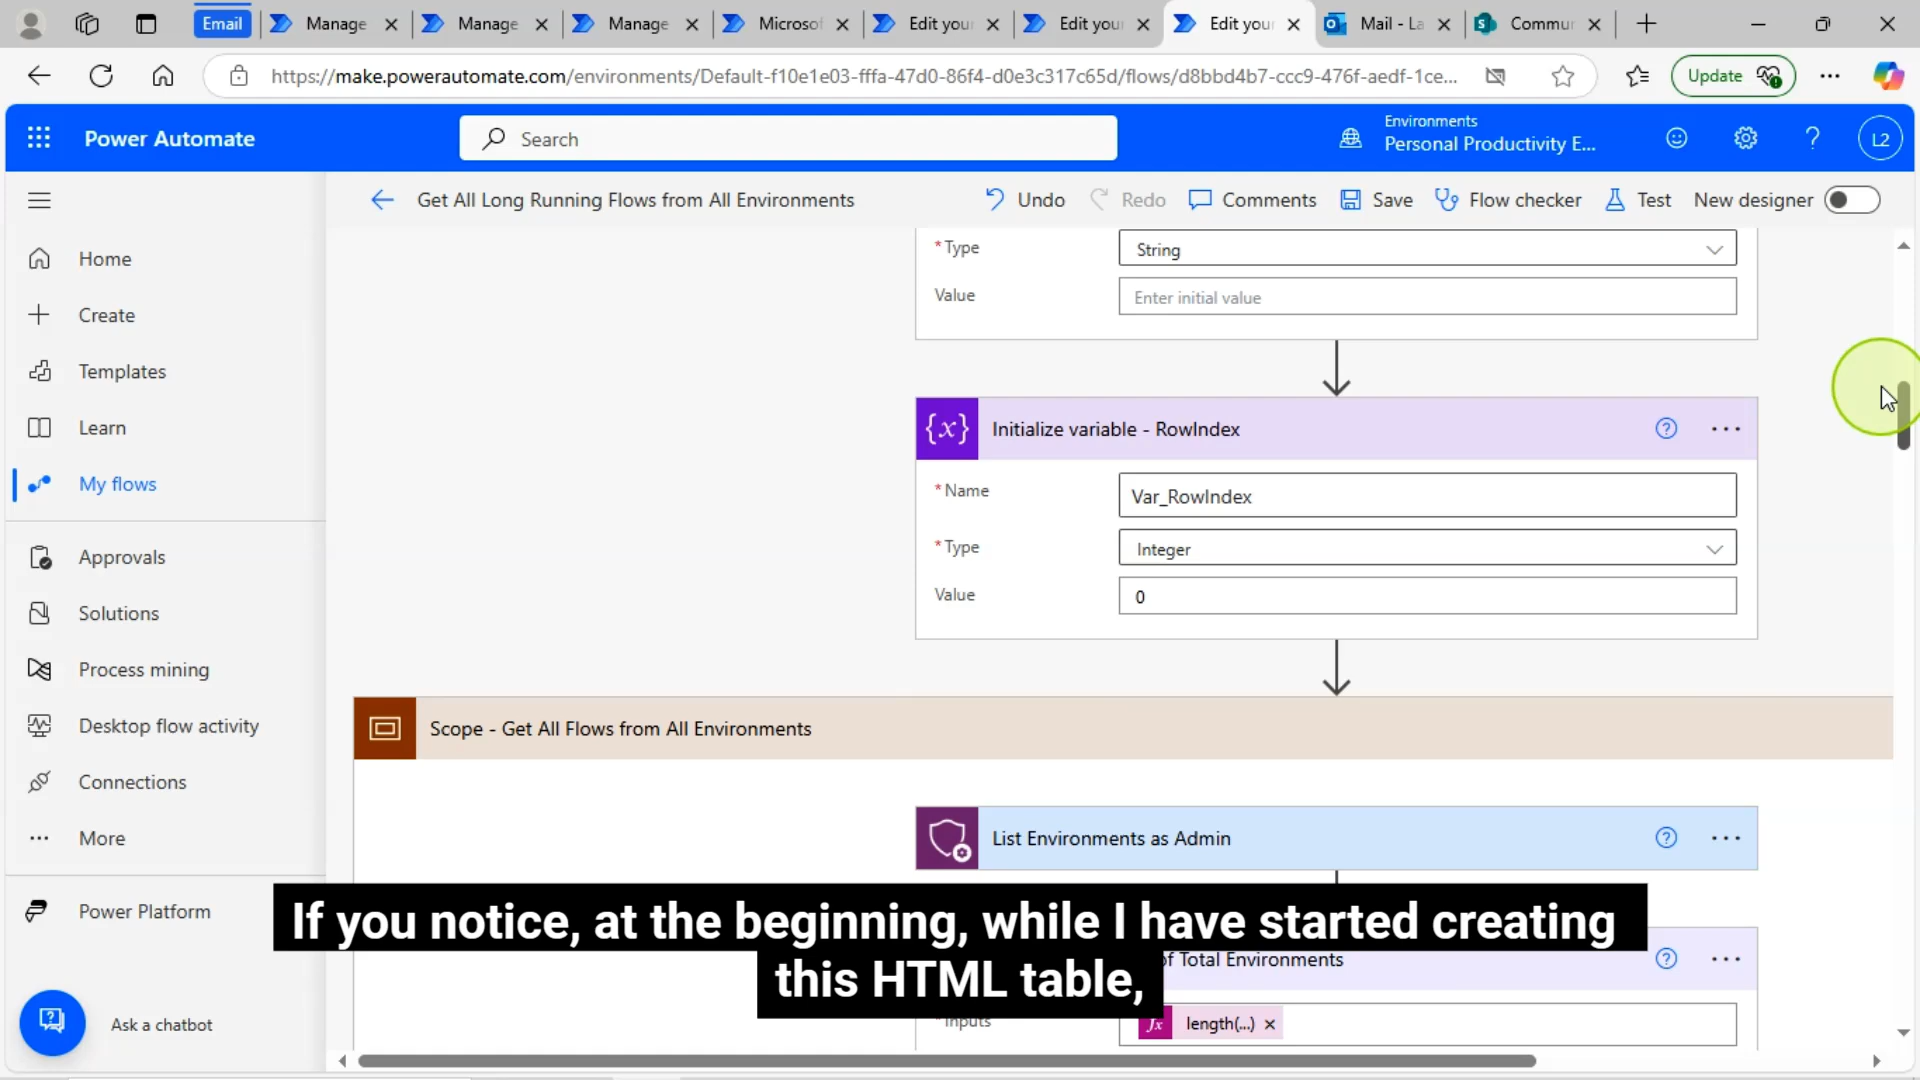 Email
Manage
Manage
Manage
Microsof
Edit your
Edit your
Edit your
Mail - La
Commun
https://make.powerautomate.com/environments/Default-f10e1e03-fffa-47d0-86f4-d0e3c317c65d/flows/d8bbd4b7-ccc9-476f-aedf-1ce...
Update
Power Automate
Search
Environments
Personal Productivity E...
L2
Get All Long Running Flows from All Environments
Undo
Redo
Comments
Save
Flow checker
Test
New designer
Home
Create
Templates
Learn
My flows
Approvals
Solutions
Process mining
Desktop flow activity
Connections
More
Power Platform
Ask a chatbot
* Type
String
Value
Enter initial value
{x}
Initialize variable - RowIndex
* Name
Var_RowIndex
* Type
Integer
Value
0
Scope - Get All Flows from All Environments
List Environments as Admin
of Total Environments
* Inputs
fx length(...)
If you notice, at the beginning, while I have started creating
this HTML table,